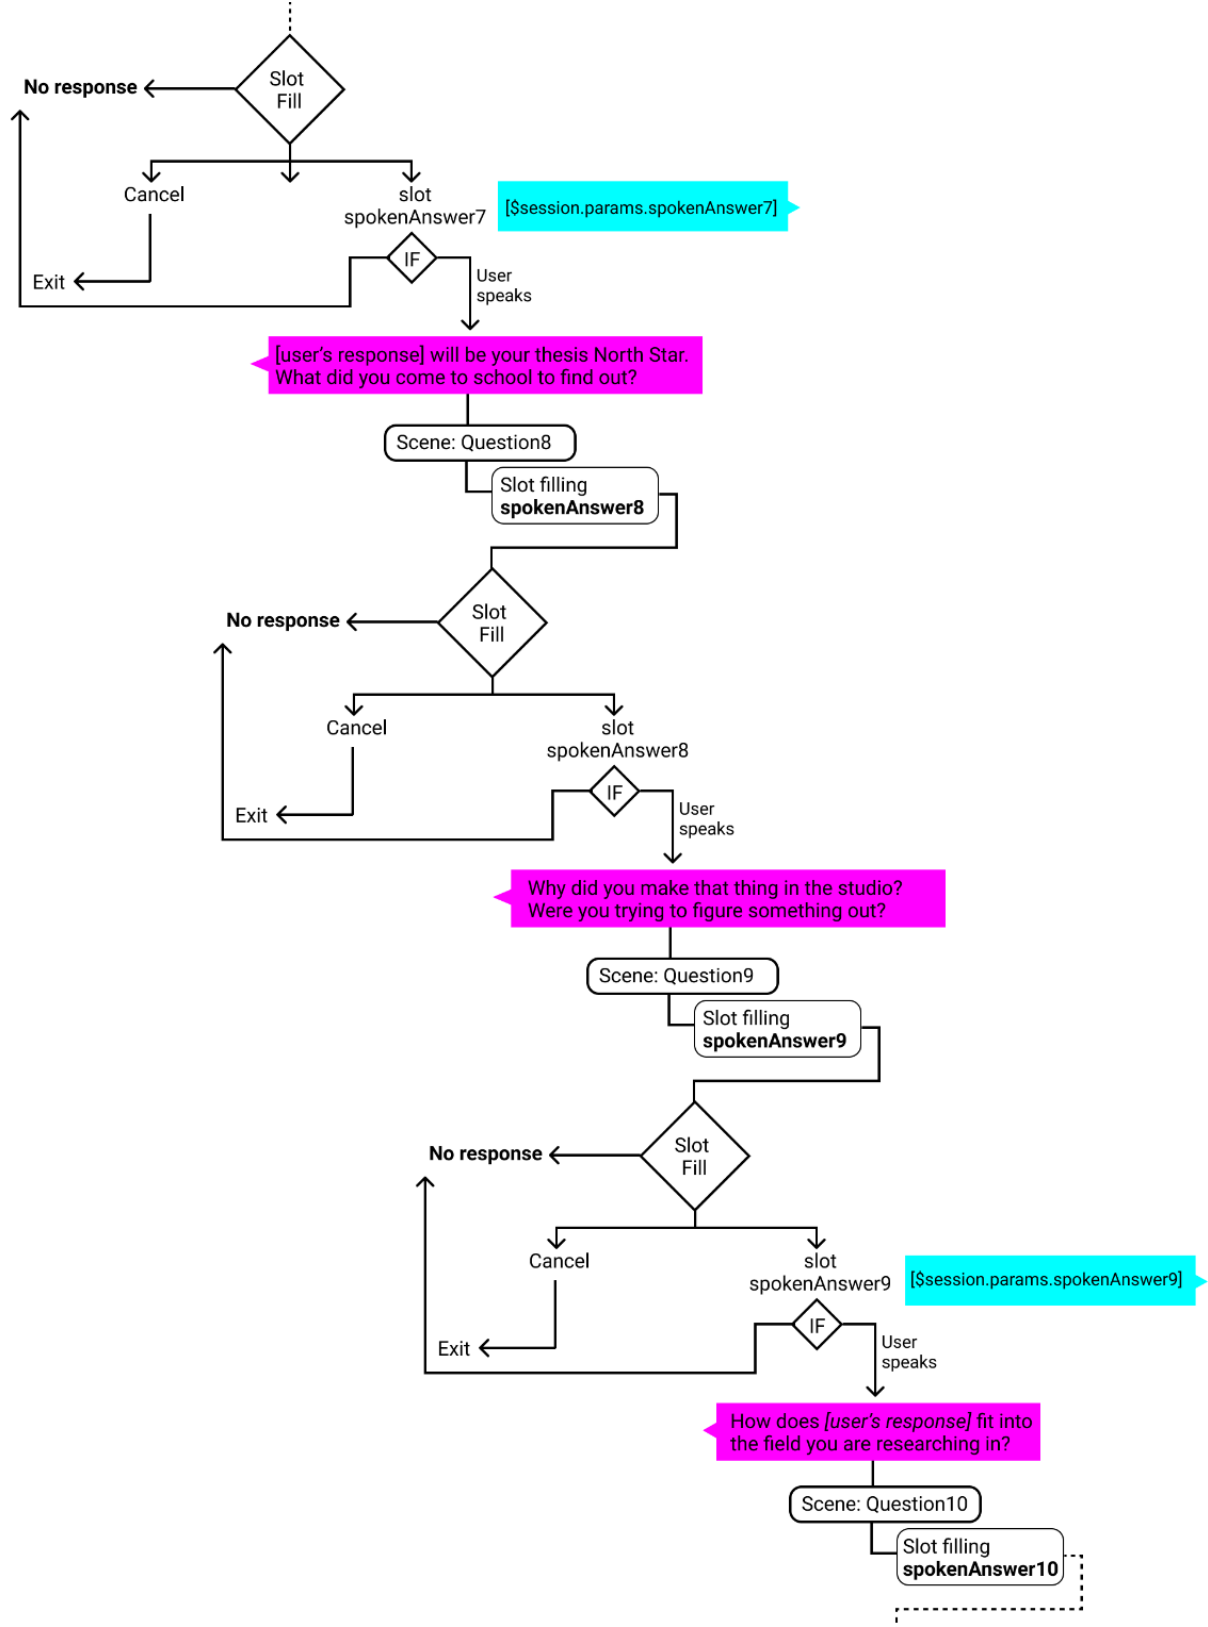 Slot
Fill
No response
Cancel
slot
spokenAnswer7
[$session.params.spokenAnswer7]
IF
Exit
User
speaks
[user's response] will be your thesis North Star.
What did you come to school to find out?
Scene: Question8
Slot filling
spokenAnswer8
Slot
Fill
No response
Cancel
slot
spokenAnswer8
IF
Exit
User
speaks
Why did you make that thing in the studio?
Were you trying to figure something out?
Scene: Question9
Slot filling
spokenAnswer9
Slot
Fill
No response
Cancel
slot
spokenAnswer9
[$session.params.spokenAnswer9]
IF
Exit
User
speaks
How does [user's response] fit into
the field you are researching in?
Scene: Question10
Slot filling
spokenAnswer10